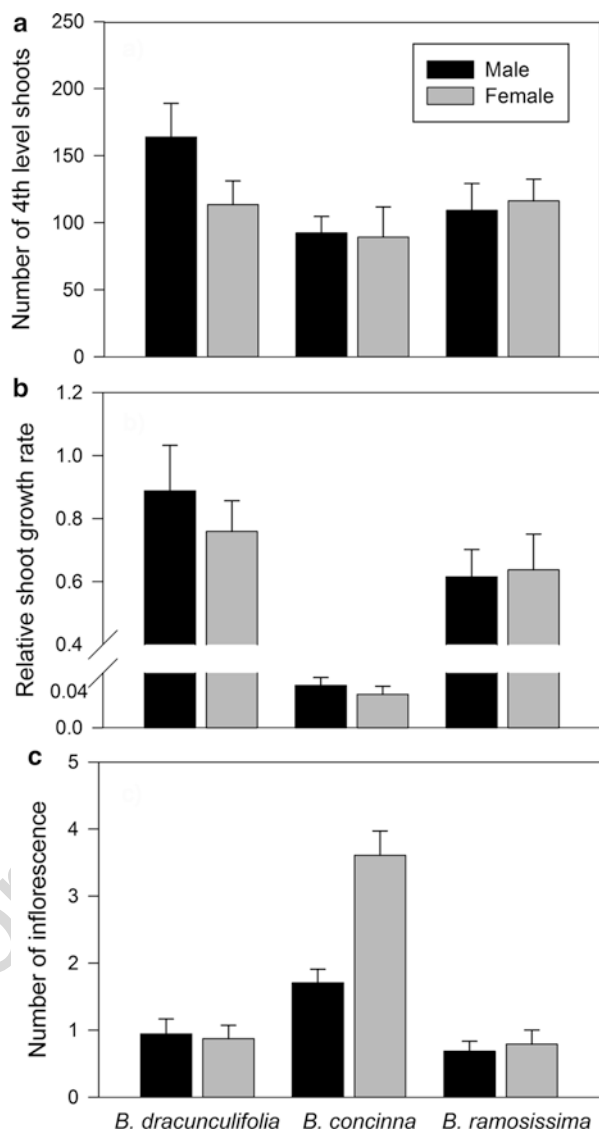 a
Number of 4th level shoots
250
200
150
100
50
0
a)
Male
Female
b
Relative shoot growth rate
1.2
1.0
0.8
0.6
0.4
0.04
0.0
b)
c
Number of inflorescence
5
4
3
2
1
0
c)
B. dracunculifolia B. concinna B. ramosissima